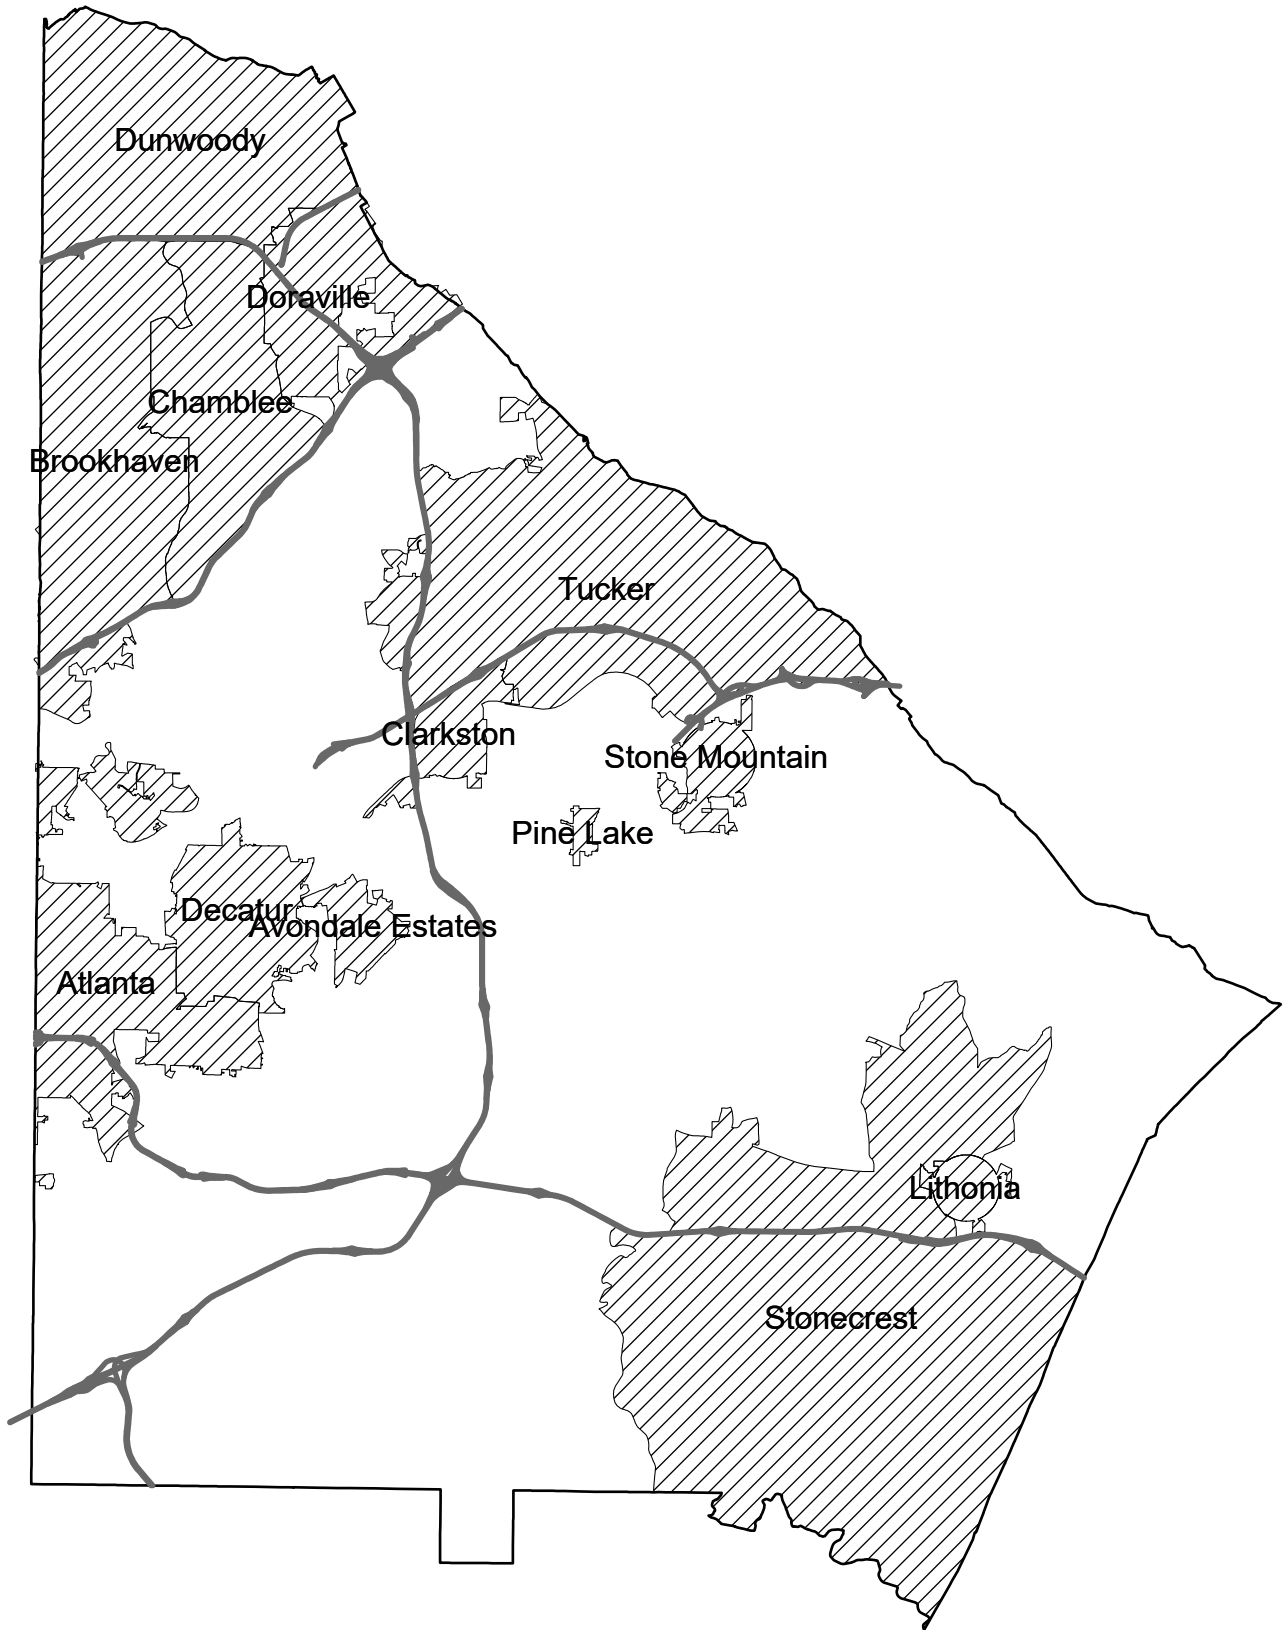 Dunwoody
Doraville
Chamblee
Brookhaven
Tucker
Clarkston
Stone Mountain
Pine Lake
Decatur
Avondale Estates
Atlanta
Lithonia
Stonecrest